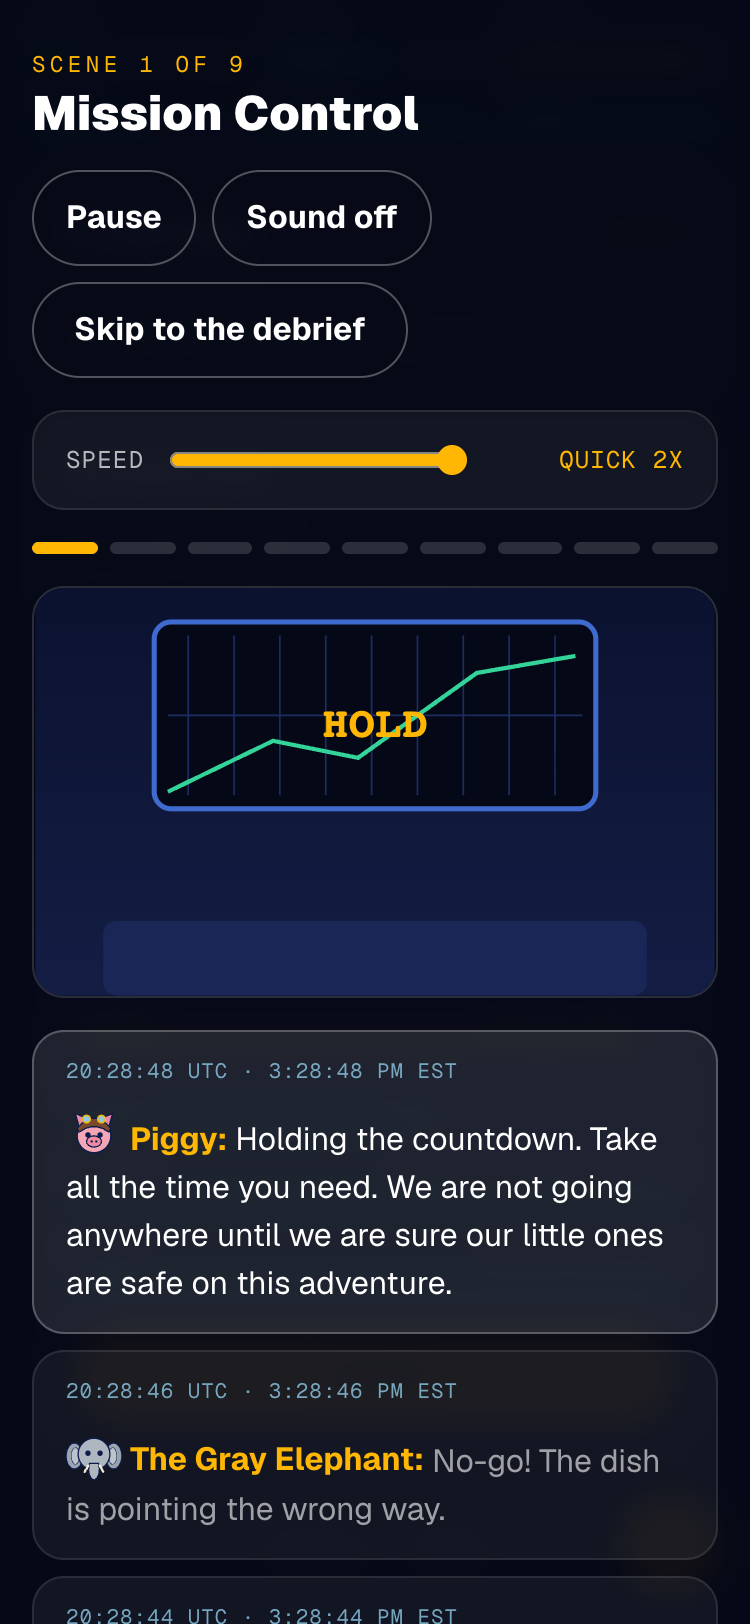 SCENE 1 OF 9
Mission Control
Pause
Sound off
Skip to the debrief
SPEED
QUICK 2X
HOLD
20:28:48 UTC · 3:28:48 PM EST
Piggy: Holding the countdown. Take
all the time you need. We are not going
anywhere until we are sure our little ones
are safe on this adventure.
20:28:46 UTC · 3:28:46 PM EST
The Gray Elephant: No-go! The dish
is pointing the wrong way.
20:28:44 UTC · 3:28:44 PM EST